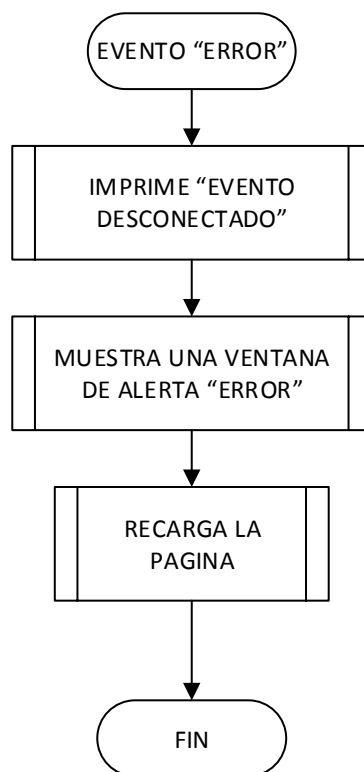 EVENTO “ERROR”
IMPRIME “EVENTO
DESCONECTADO”
MUESTRA UNA VENTANA
DE ALERTA “ERROR”
RECARGA LA
PAGINA
FIN